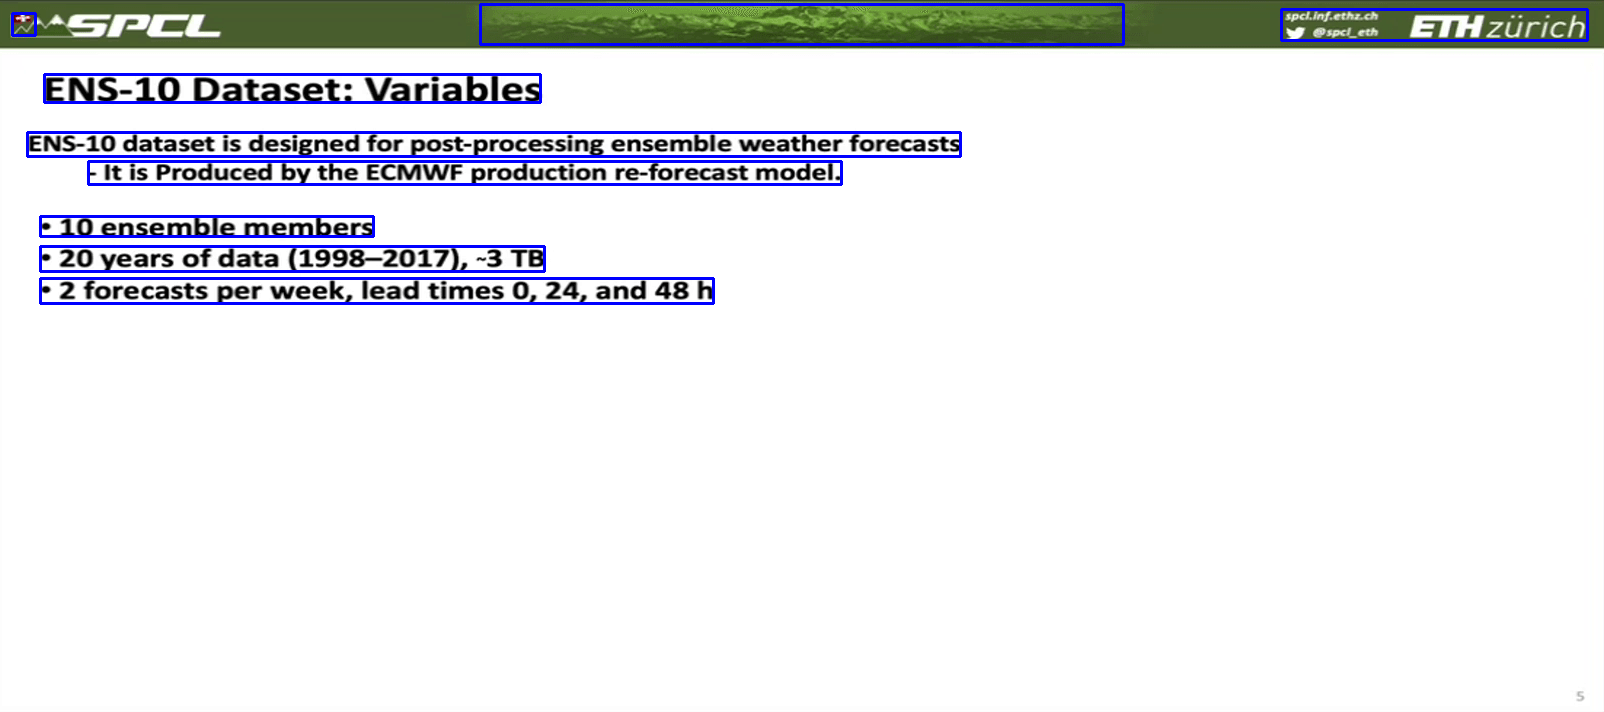 SPCL
spcl.inf.ethz.ch
@spcl_eth
ETH zürich
ENS-10 Dataset: Variables
ENS-10 dataset is designed for post-processing ensemble weather forecasts
- It is Produced by the ECMWF production re-forecast model.
• 10 ensemble members
• 20 years of data (1998–2017), ~3 TB
• 2 forecasts per week, lead times 0, 24, and 48 h
5